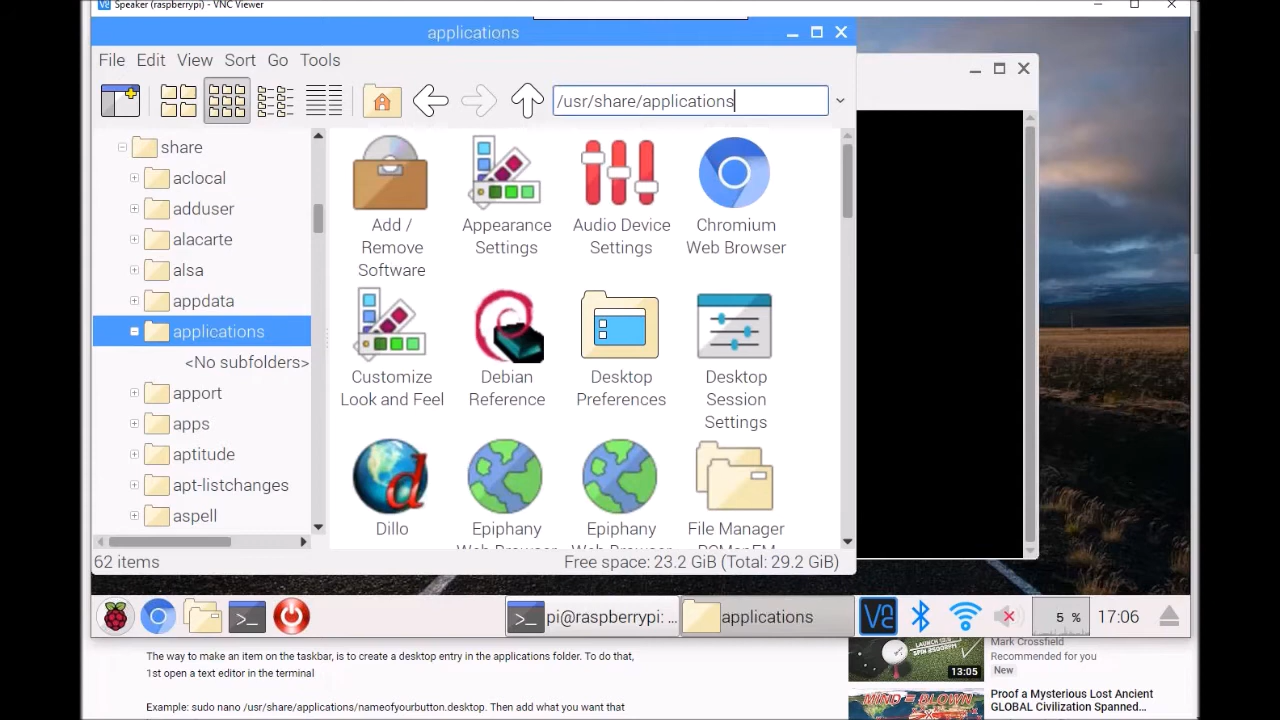 Speaker (raspberrypi) - VNC Viewer
applications
File Edit View Sort Go Tools
/usr/share/applications
share
aclocal
adduser
alacarte
alsa
appdata
applications
<No subfolders>
apport
apps
aptitude
apt-listchanges
aspell
Add /
Remove
Software
Appearance
Settings
Audio Device
Settings
Chromium
Web Browser
Customize
Look and Feel
Debian
Reference
Desktop
Preferences
Desktop
Session
Settings
Dillo
Epiphany
Web Browser
Epiphany
Web Browser
File Manager
PCManFM
62 items
Free space: 23.2 GiB (Total: 29.2 GiB)
pi@raspberrypi: ...
applications
5 %
17:06
The way to make an item on the taskbar, is to create a desktop entry in the applications folder. To do that,
1st open a text editor in the terminal
Example: nano /usr/share/applications/nameofyourbutton.desktop. Then add what you want that
13:05
Mark Crossfield
Recommended for you
New
Proof a Mysterious Lost Ancient
GLOBAL Civilization Spanned...